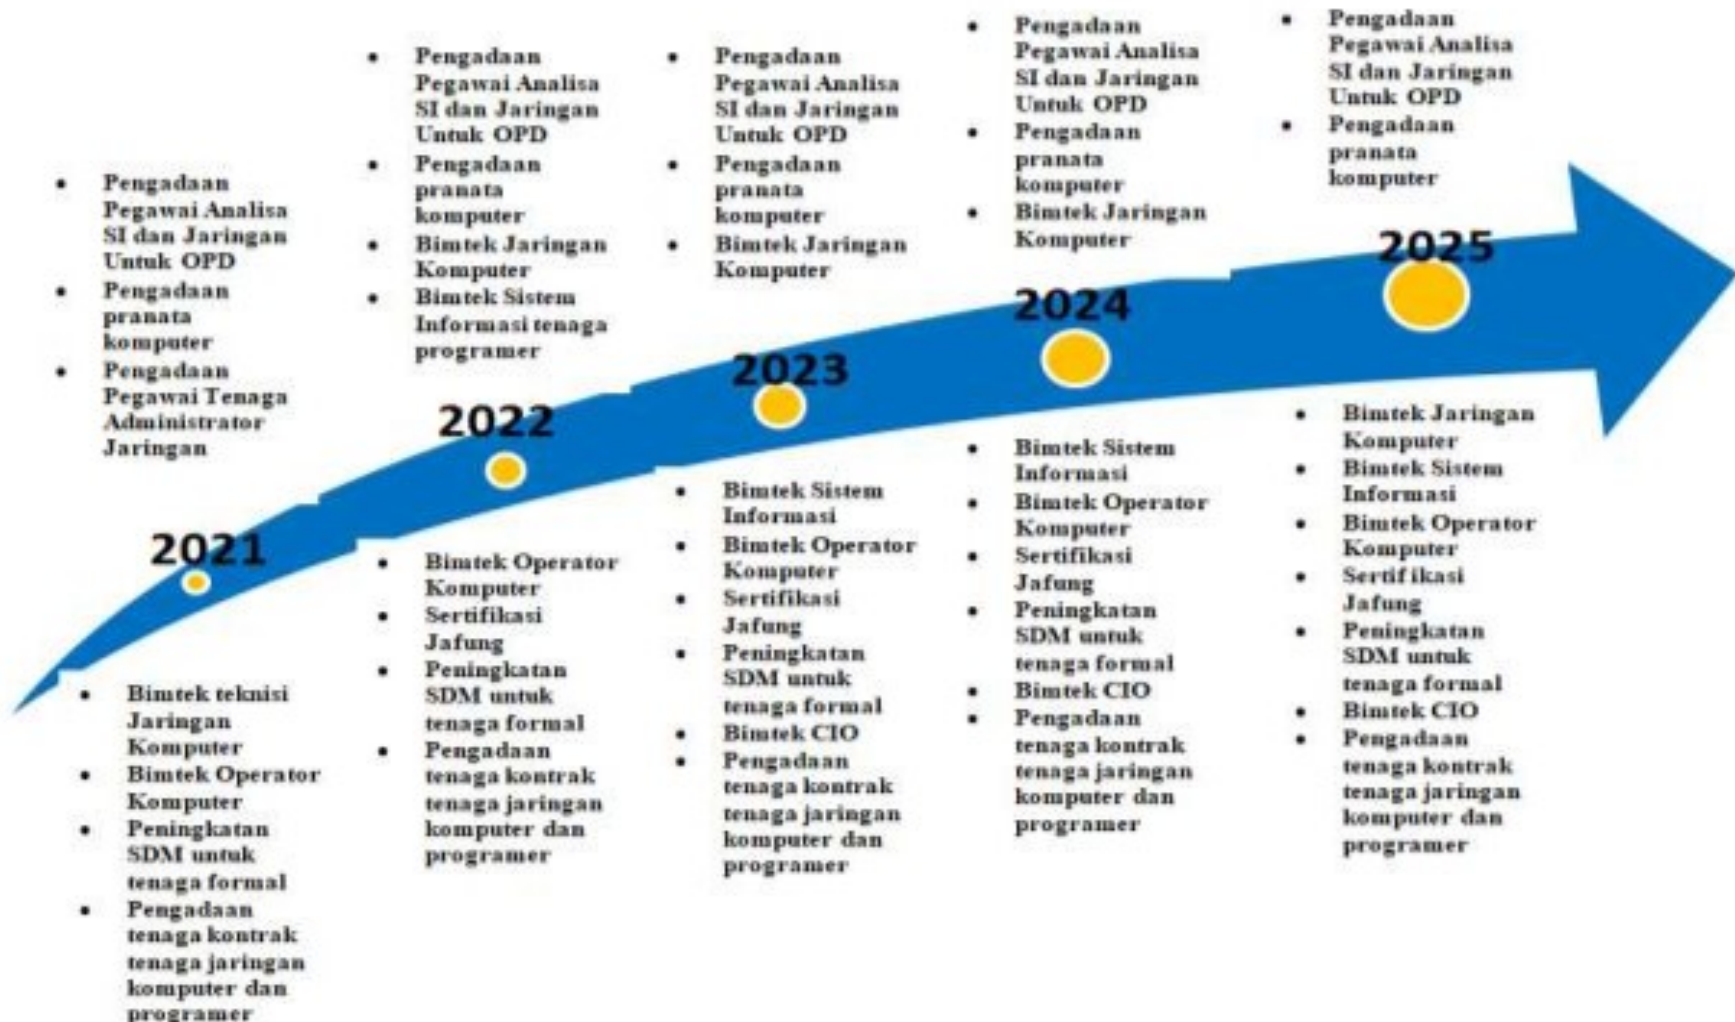 Pengadaan
Pegawai Analisa
SI dan Jaringan
Untuk OPD
Pengadaan
pranata
komputer
Pengadaan
Pegawai Tenaga
Administrator
Jaringan
2021
Bimtek teknisi
Jaringan
Komputer
Bimtek Operator
Komputer
Peningkatan
SDM untuk
tenaga formal
Pengadaan
tenaga kontrak
tenaga jaringan
komputer dan
programer
Pengadaan
Pegawai Analisa
SI dan Jaringan
Untuk OPD
Pengadaan
pranata
komputer
Bimtek Jaringan
Komputer
Bimtek Sistem
Informasi tenaga
programer
2022
Bimtek Operator
Komputer
Sertifikasi
Jafung
Peningkatan
SDM untuk
tenaga formal
Pengadaan
tenaga kontrak
tenaga jaringan
komputer dan
programer
Pengadaan
Pegawai Analisa
SI dan Jaringan
Untuk OPD
Pengadaan
pranata
komputer
Bimtek Jaringan
Komputer
2023
Bimtek Sistem
Informasi
Bimtek Operator
Komputer
Sertifikasi
Jafung
Peningkatan
SDM untuk
tenaga formal
Bimtek CIO
Pengadaan
tenaga kontrak
tenaga jaringan
komputer dan
programer
Pengadaan
Pegawai Analisa
SI dan Jaringan
Untuk OPD
Pengadaan
pranata
komputer
Bimtek Jaringan
Komputer
2024
Bimtek Sistem
Informasi
Bimtek Operator
Komputer
Sertifikasi
Jafung
Peningkatan
SDM untuk
tenaga formal
Bimtek CIO
Pengadaan
tenaga kontrak
tenaga jaringan
komputer dan
programer
Pengadaan
Pegawai Analisa
SI dan Jaringan
Untuk OPD
Pengadaan
pranata
komputer
2025
Bimtek Jaringan
Komputer
Bimtek Sistem
Informasi
Bimtek Operator
Komputer
Sertifikasi
Jafung
Peningkatan
SDM untuk
tenaga formal
Bimtek CIO
Pengadaan
tenaga kontrak
tenaga jaringan
komputer dan
programer